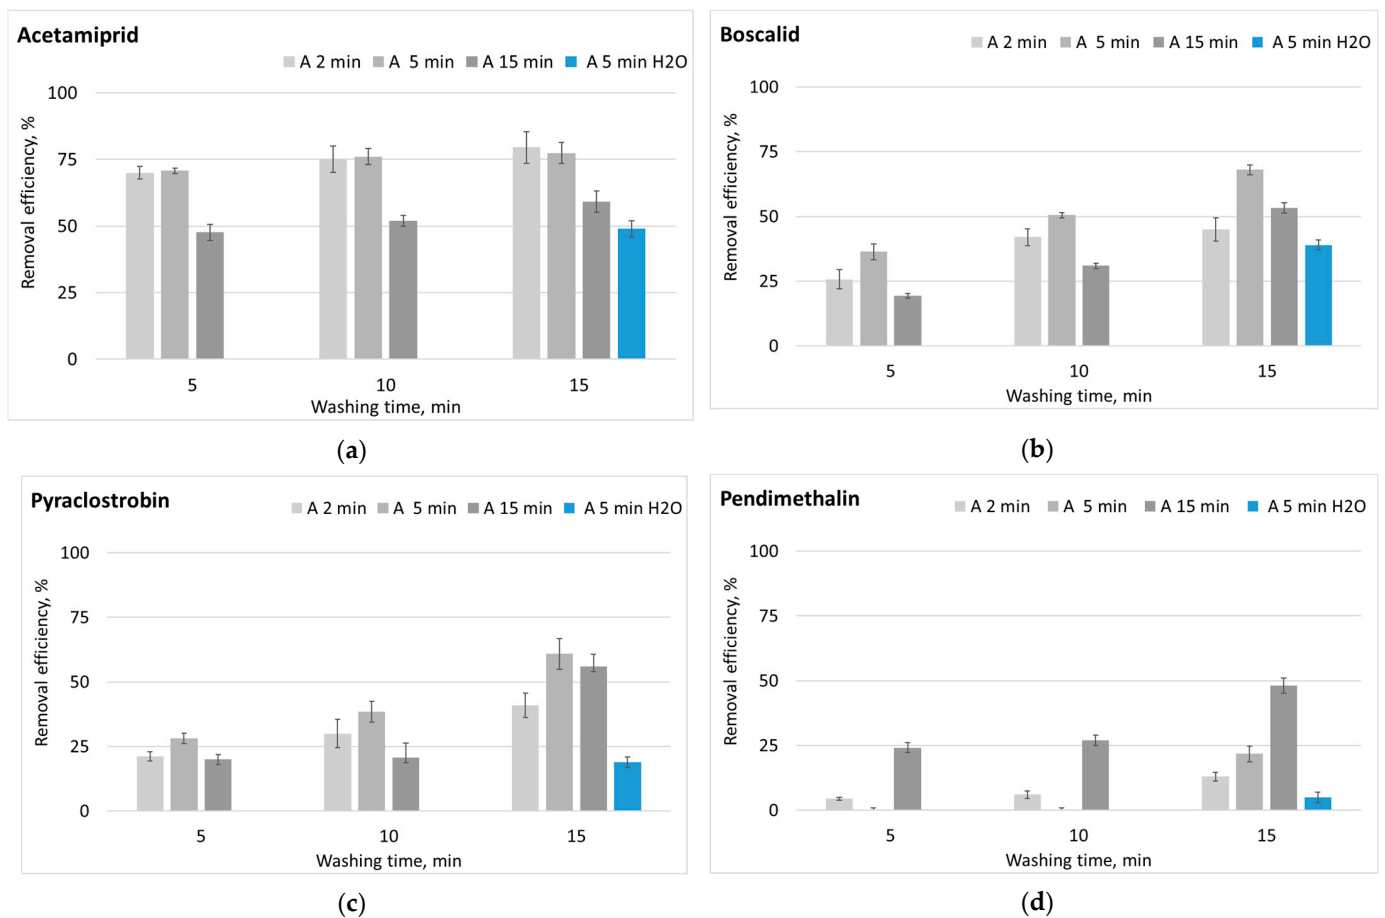 Acetamiprid
A 2 min A 5 min A 15 min A 5 min H2O
Removal efficiency, %
100
75
50
25
0
5 10 15
Washing time, min
(a)
Boscalid
A 2 min A 5 min A 15 min A 5 min H2O
Removal efficiency, %
100
75
50
25
0
5 10 15
Washing time, min
(b)
Pyraclostrobin
A 2 min A 5 min A 15 min A 5 min H2O
Removal efficiency, %
100
75
50
25
0
5 10 15
Washing time, min
(c)
Pendimethalin
A 2 min A 5 min A 15 min A 5 min H2O
Removal efficiency, %
100
75
50
25
0
5 10 15
Washing time, min
(d)